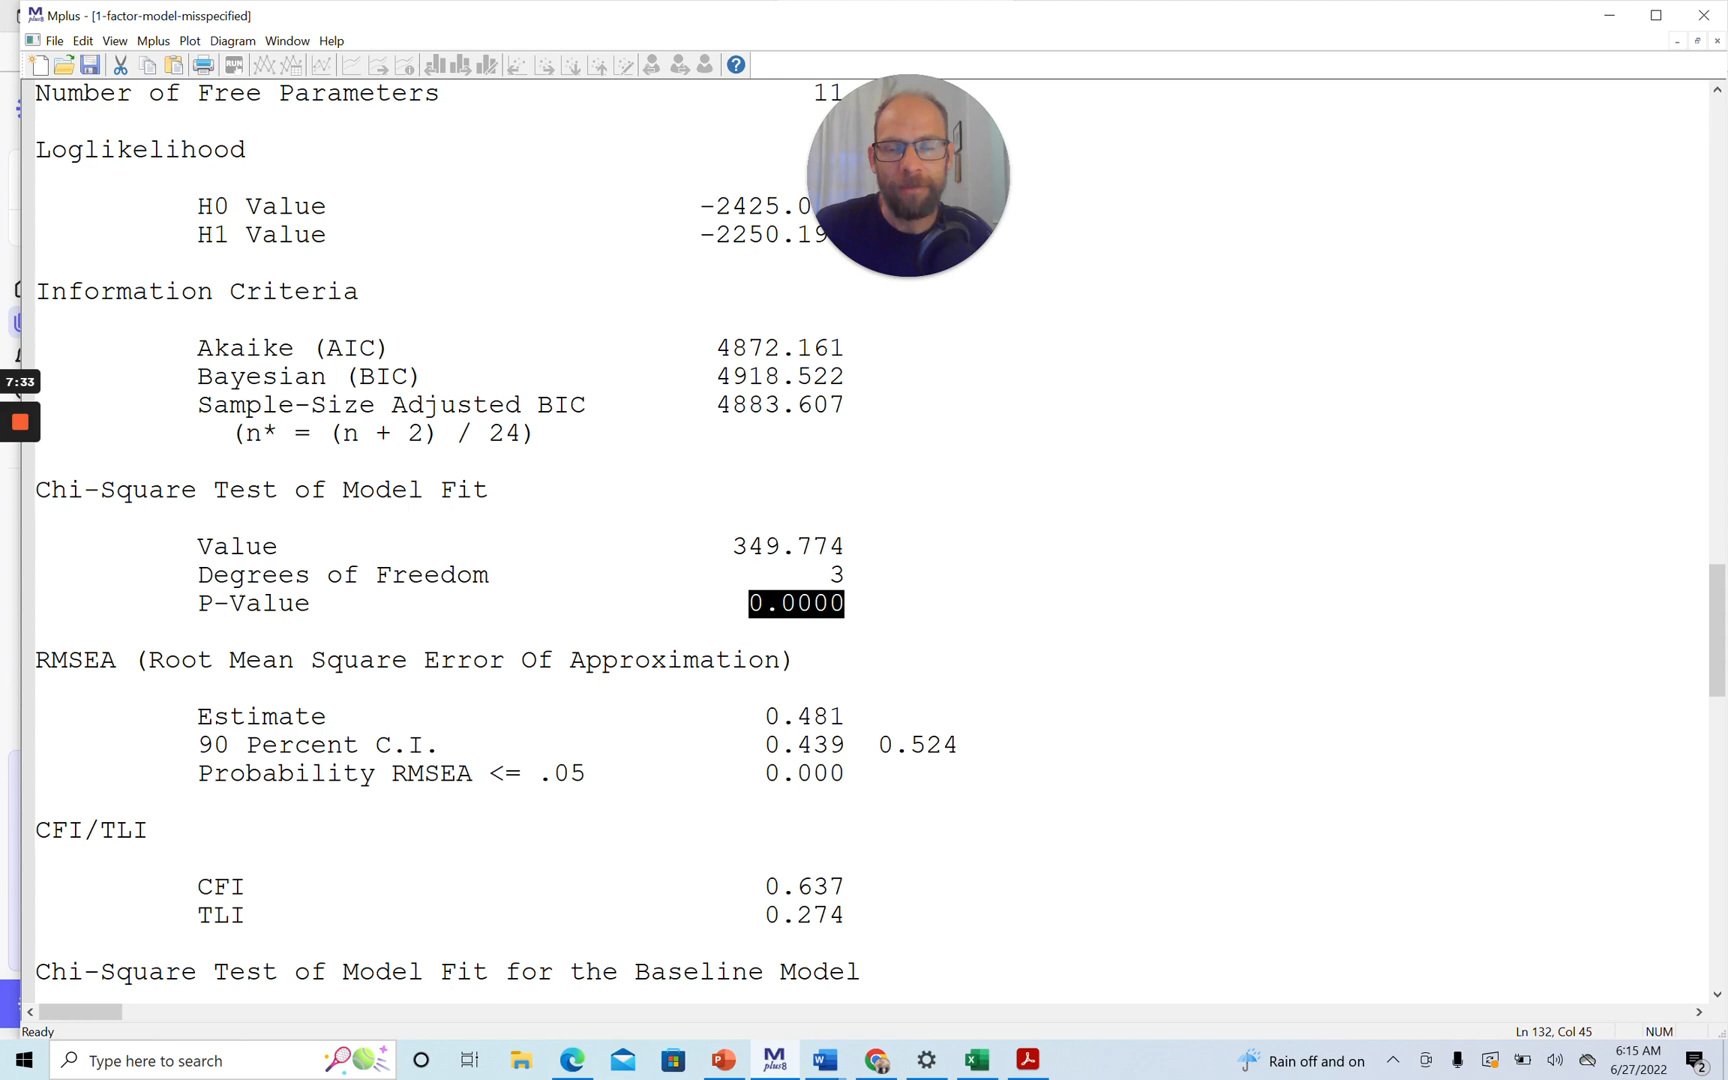 Mplus - [1-factor-model-misspecified]
File Edit View Mplus Plot Diagram Window Help
RUN
Number of Free Parameters 11
Loglikelihood
H0 Value -2425.0
H1 Value -2250.19
Information Criteria
Akaike (AIC) 4872.161
Bayesian (BIC) 4918.522
Sample-Size Adjusted BIC 4883.607
(n* = (n + 2) / 24)
7:33
Chi-Square Test of Model Fit
Value 349.774
Degrees of Freedom 3
P-Value 0.0000
RMSEA (Root Mean Square Error Of Approximation)
Estimate 0.481
90 Percent C.I. 0.439 0.524
Probability RMSEA <= .05 0.000
CFI/TLI
CFI 0.637
TLI 0.274
Chi-Square Test of Model Fit for the Baseline Model
Ready Ln 132, Col 45 NUM
Type here to search
Rain off and on
6:15 AM
6/27/2022
2